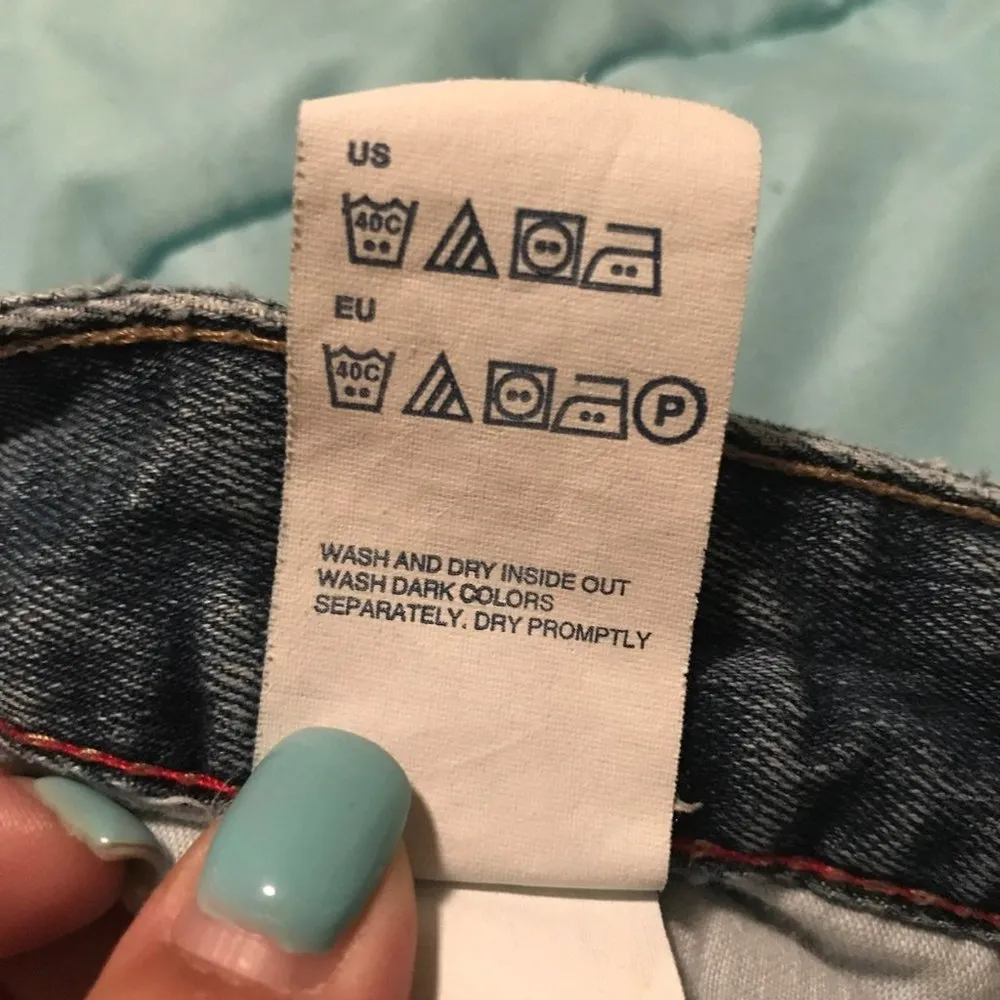 US
40C
EU
40C
P
WASH AND DRY INSIDE OUT
WASH DARK COLORS
SEPARATELY. DRY PROMPTLY